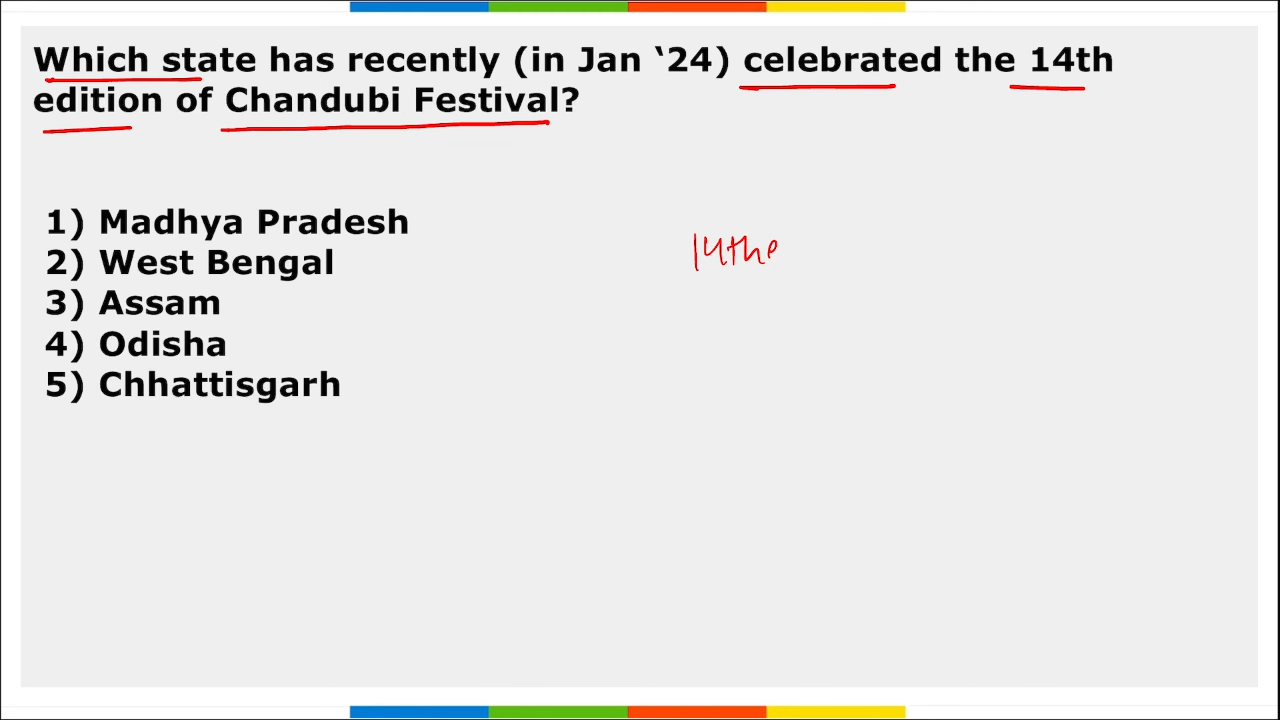 Which state has recently (in Jan ‘24) celebrated the 14th
edition of Chandubi Festival?
1) Madhya Pradesh
2) West Bengal
3) Assam
4) Odisha
5) Chhattisgarh
14the